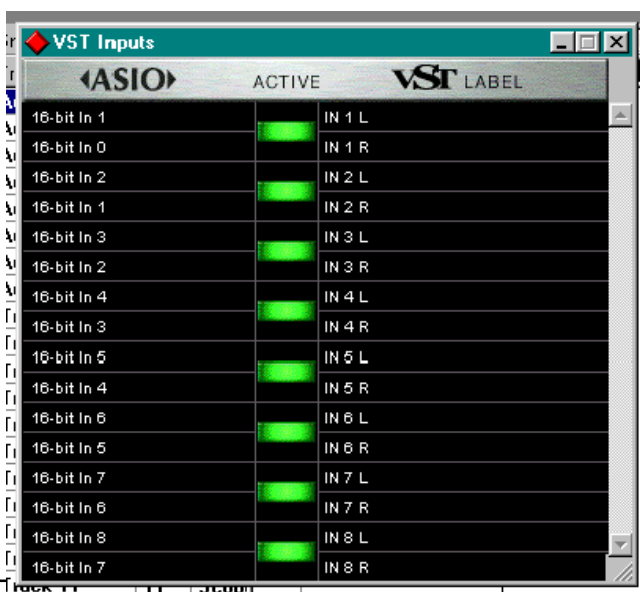 VST Inputs
ASIO ACTIVE VST LABEL
16-bit In 1 IN 1 L
16-bit In 0 IN 1 R
16-bit In 2 IN 2 L
16-bit In 1 IN 2 R
16-bit In 3 IN 3 L
16-bit In 2 IN 3 R
16-bit In 4 IN 4 L
16-bit In 3 IN 4 R
16-bit In 5 IN 5 L
16-bit In 4 IN 5 R
16-bit In 6 IN 6 L
16-bit In 5 IN 6 R
16-bit In 7 IN 7 L
16-bit In 6 IN 7 R
16-bit In 8 IN 8 L
16-bit In 7 IN 8 R